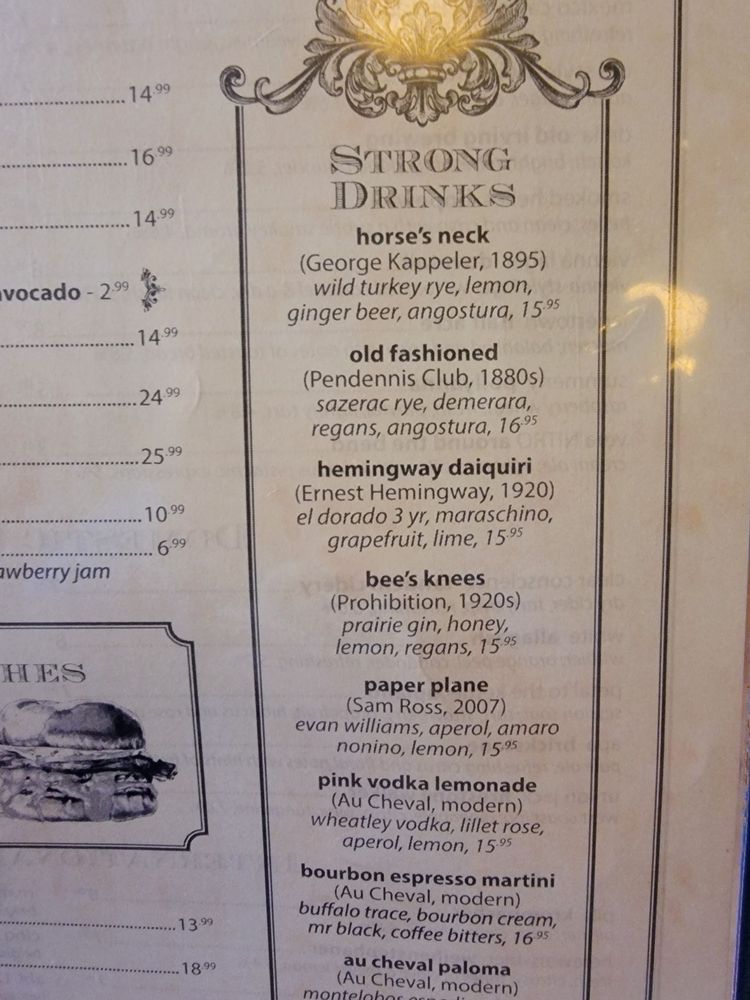 14.99
16.99
14.99
avocado - 2.99
14.99
24.99
25.99
10.99
6.99
awberry jam
HES
13.99
18.99
STRONG
DRINKS
horse's neck
(George Kappeler, 1895)
wild turkey rye, lemon,
ginger beer, angostura, 15.95
old fashioned
(Pendennis Club, 1880s)
sazerac rye, demerara,
regans, angostura, 16.95
hemingway daiquiri
(Ernest Hemingway, 1920)
el dorado 3 yr, maraschino,
grapefruit, lime, 15.95
bee's knees
(Prohibition, 1920s)
prairie gin, honey,
lemon, regans, 15.95
paper plane
(Sam Ross, 2007)
evan williams, aperol, amaro
nonino, lemon, 15.95
pink vodka lemonade
(Au Cheval, modern)
wheatley vodka, lillet rose,
aperol, lemon, 15.95
bourbon espresso martini
(Au Cheval, modern)
buffalo trace, bourbon cream,
mr black, coffee bitters, 16.95
au cheval paloma
(Au Cheval, modern)